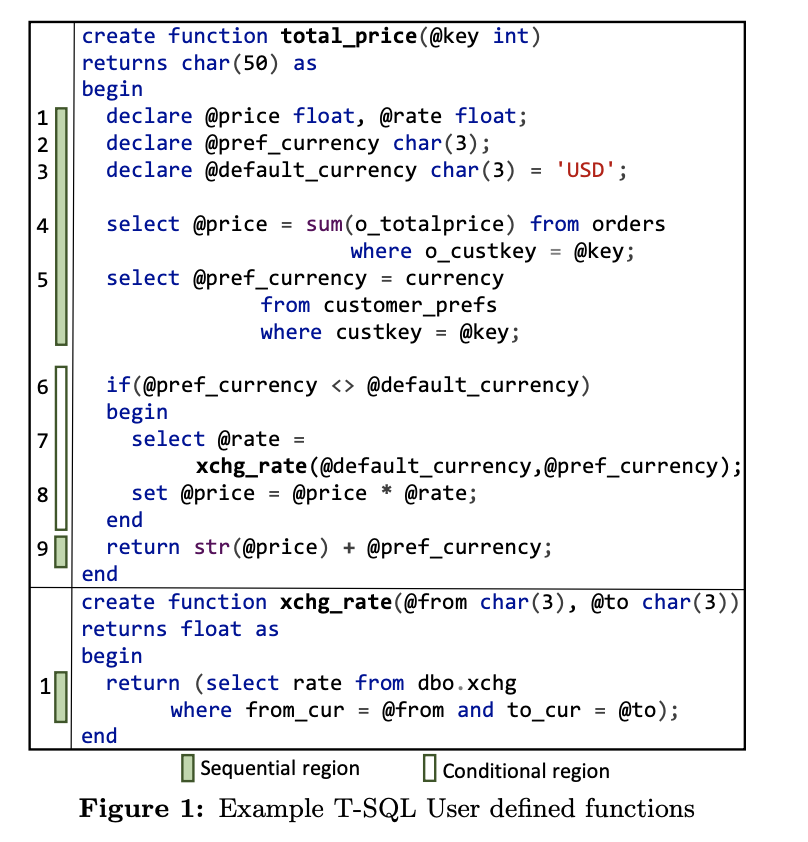 create function total_price(@key int)
returns char(50) as
begin
1 declare @price float, @rate float;
2 declare @pref_currency char(3);
3 declare @default_currency char(3) = 'USD';
4 select @price = sum(o_totalprice) from orders
where o_custkey = @key;
5 select @pref_currency = currency
from customer_prefs
where custkey = @key;
6 if(@pref_currency <> @default_currency)
begin
7 select @rate =
xchg_rate(@default_currency,@pref_currency);
8 set @price = @price * @rate;
end
9 return str(@price) + @pref_currency;
end
create function xchg_rate(@from char(3), @to char(3))
returns float as
begin
1 return (select rate from dbo.xchg
where from_cur = @from and to_cur = @to);
end
Sequential region Conditional region
Figure 1: Example T-SQL User defined functions